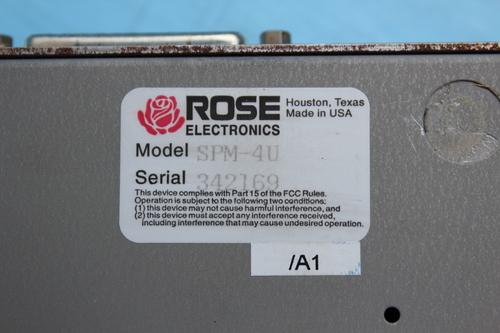 ROSE
ELECTRONICS
Houston, Texas
Made in USA
Model SPM-4U
Serial 342169
This device complies with Part 15 of the FCC Rules.
Operation is subject to the following two conditions:
(1) this device may not cause harmful interference, and
(2) this device must accept any interference received,
including interference that may cause undesired operation.
/A1